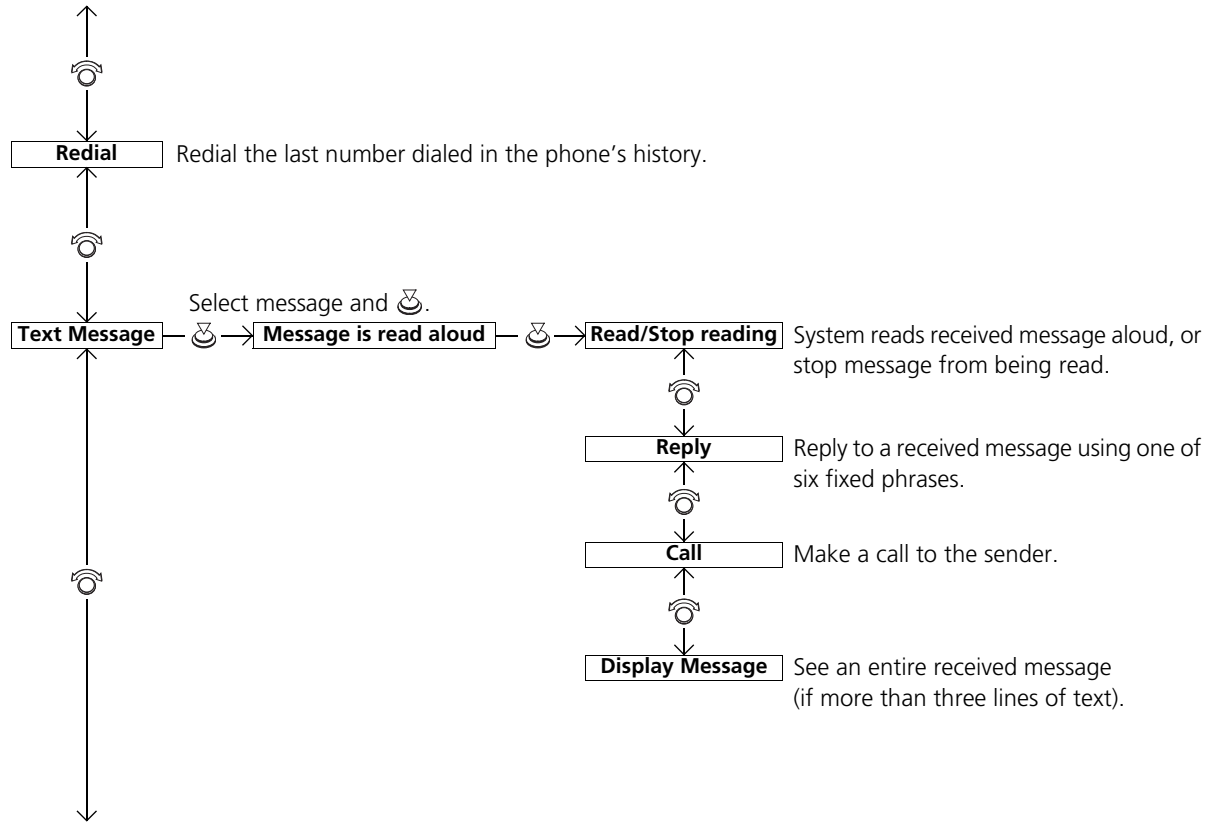 Redial
Redial the last number dialed in the phone's history.
Select message and
Text Message
Message is read aloud
Read/Stop reading
System reads received message aloud, or
stop message from being read.
Reply
Reply to a received message using one of
six fixed phrases.
Call
Make a call to the sender.
Display Message
See an entire received message
(if more than three lines of text).